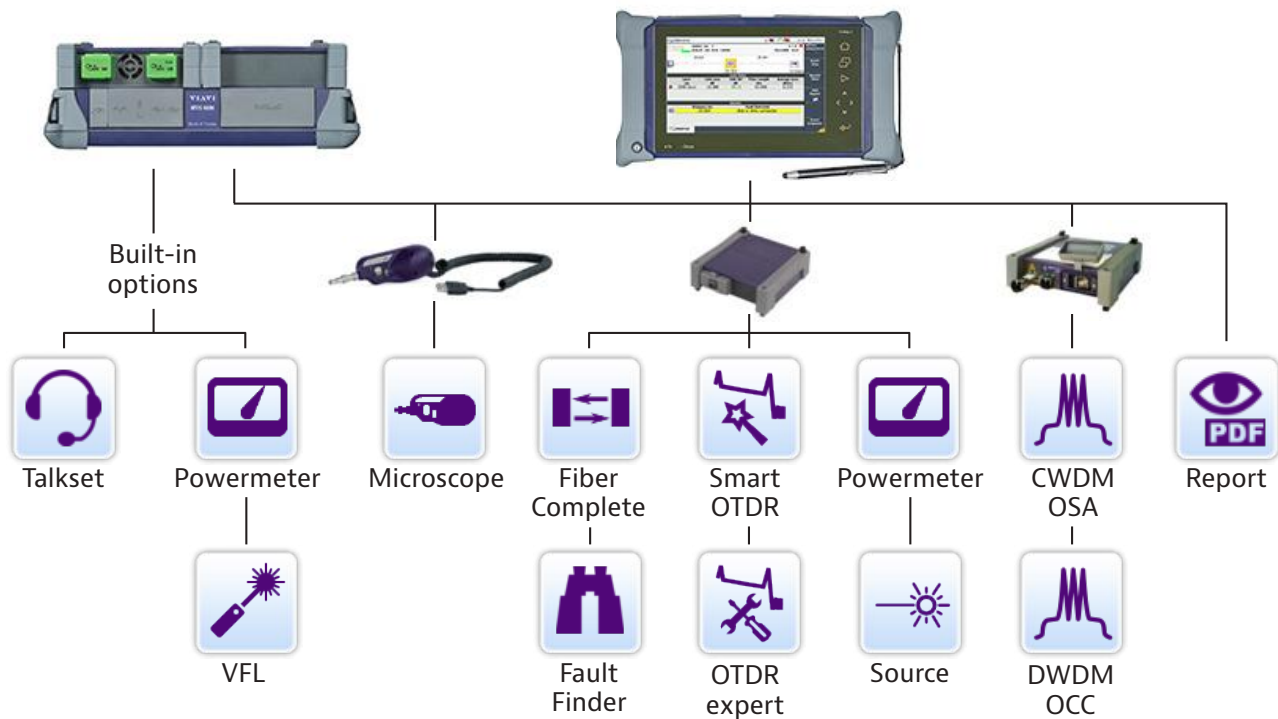 VIAVI
Built-in
options
Talkset
Powermeter
Microscope
Fiber
Complete
Smart
OTDR
Powermeter
CWDM
OSA
PDF
Report
VFL
Fault
Finder
OTDR
expert
Source
DWDM
OCC